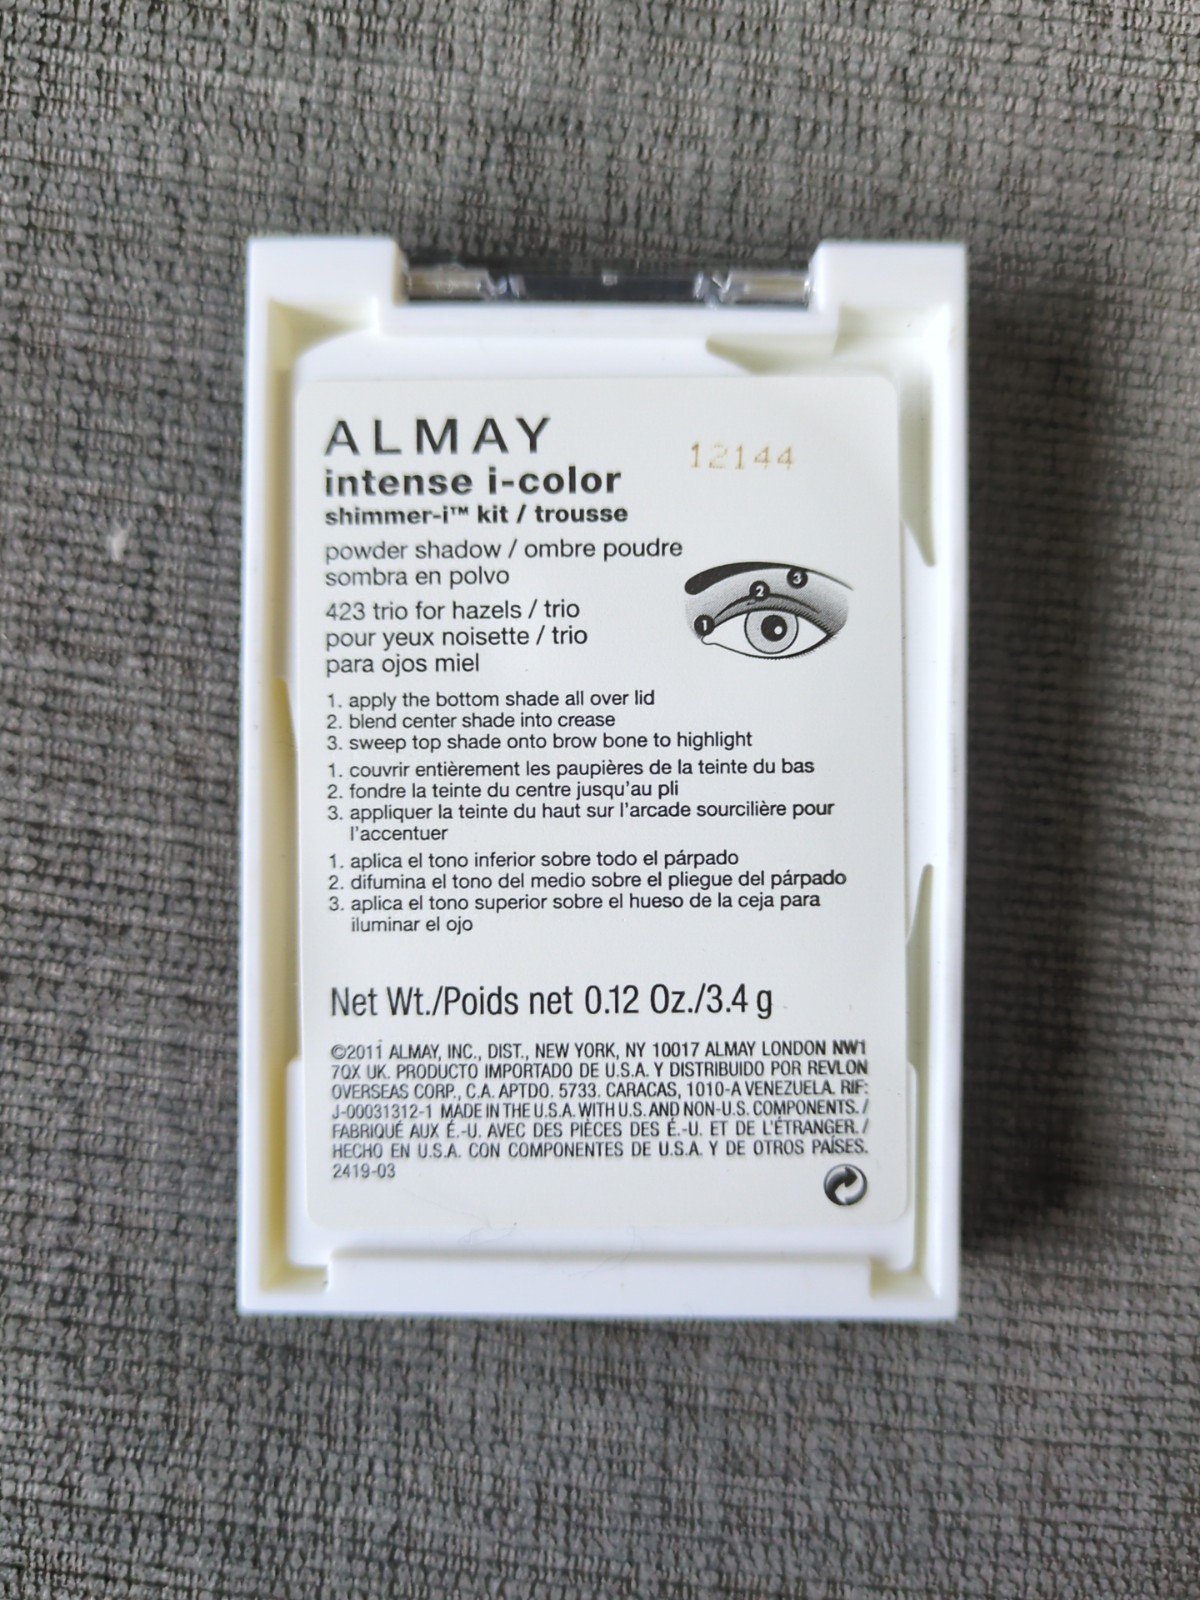 ALMAY
12144
intense i-color
shimmer-i™ kit / trousse
powder shadow / ombre poudre
sombra en polvo
423 trio for hazels / trio
pour yeux noisette / trio
para ojos miel
1
2
3
1. apply the bottom shade all over lid
2. blend center shade into crease
3. sweep top shade onto brow bone to highlight
1. couvrir entièrement les paupières de la teinte du bas
2. fondre la teinte du centre jusqu'au pli
3. appliquer la teinte du haut sur l'arcade sourcilière pour
l'accentuer
1. aplica el tono inferior sobre todo el párpado
2. difumina el tono del medio sobre el pliegue del párpado
3. aplica el tono superior sobre el hueso de la ceja para
iluminar el ojo
Net Wt./Poids net 0.12 Oz./3.4 g
©2011 ALMAY, INC., DIST., NEW YORK, NY 10017 ALMAY LONDON NW1
7QX UK. PRODUCTO IMPORTADO DE U.S.A. Y DISTRIBUIDO POR REVLON
OVERSEAS CORP., C.A. APTDO. 5733. CARACAS, 1010-A VENEZUELA. RIF:
J-00031312-1 MADE IN THE U.S.A. WITH U.S. AND NON-U.S. COMPONENTS. /
FABRIQUÉ AUX É.-U. AVEC DES PIÈCES DES É.-U. ET DE L'ÉTRANGER. /
HECHO EN U.S.A. CON COMPONENTES DE U.S.A. Y DE OTROS PAÍSES.
2419-03